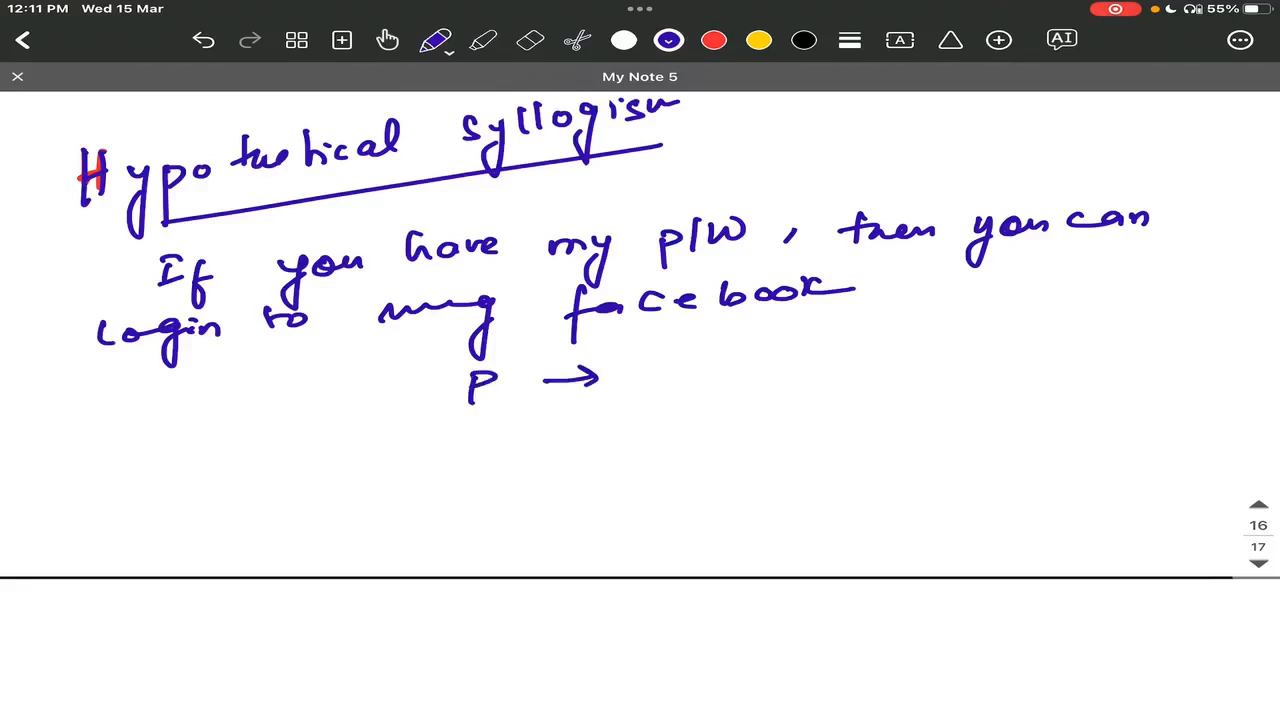 12:11 PM Wed 15 Mar
55%
A
AI
My Note 5
Hypothetical syllogism
If you have my P/W, then you can
login to my facebook
P →
16
17